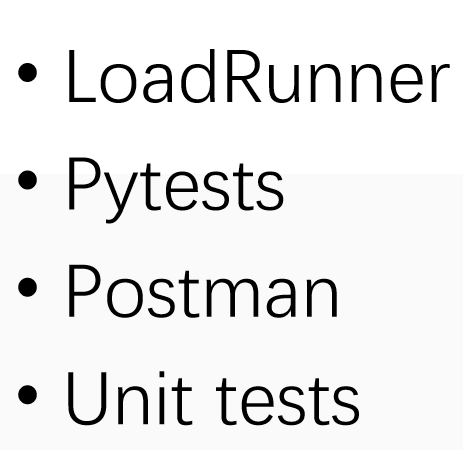 • LoadRunner
• Pytests
• Postman
• Unit tests